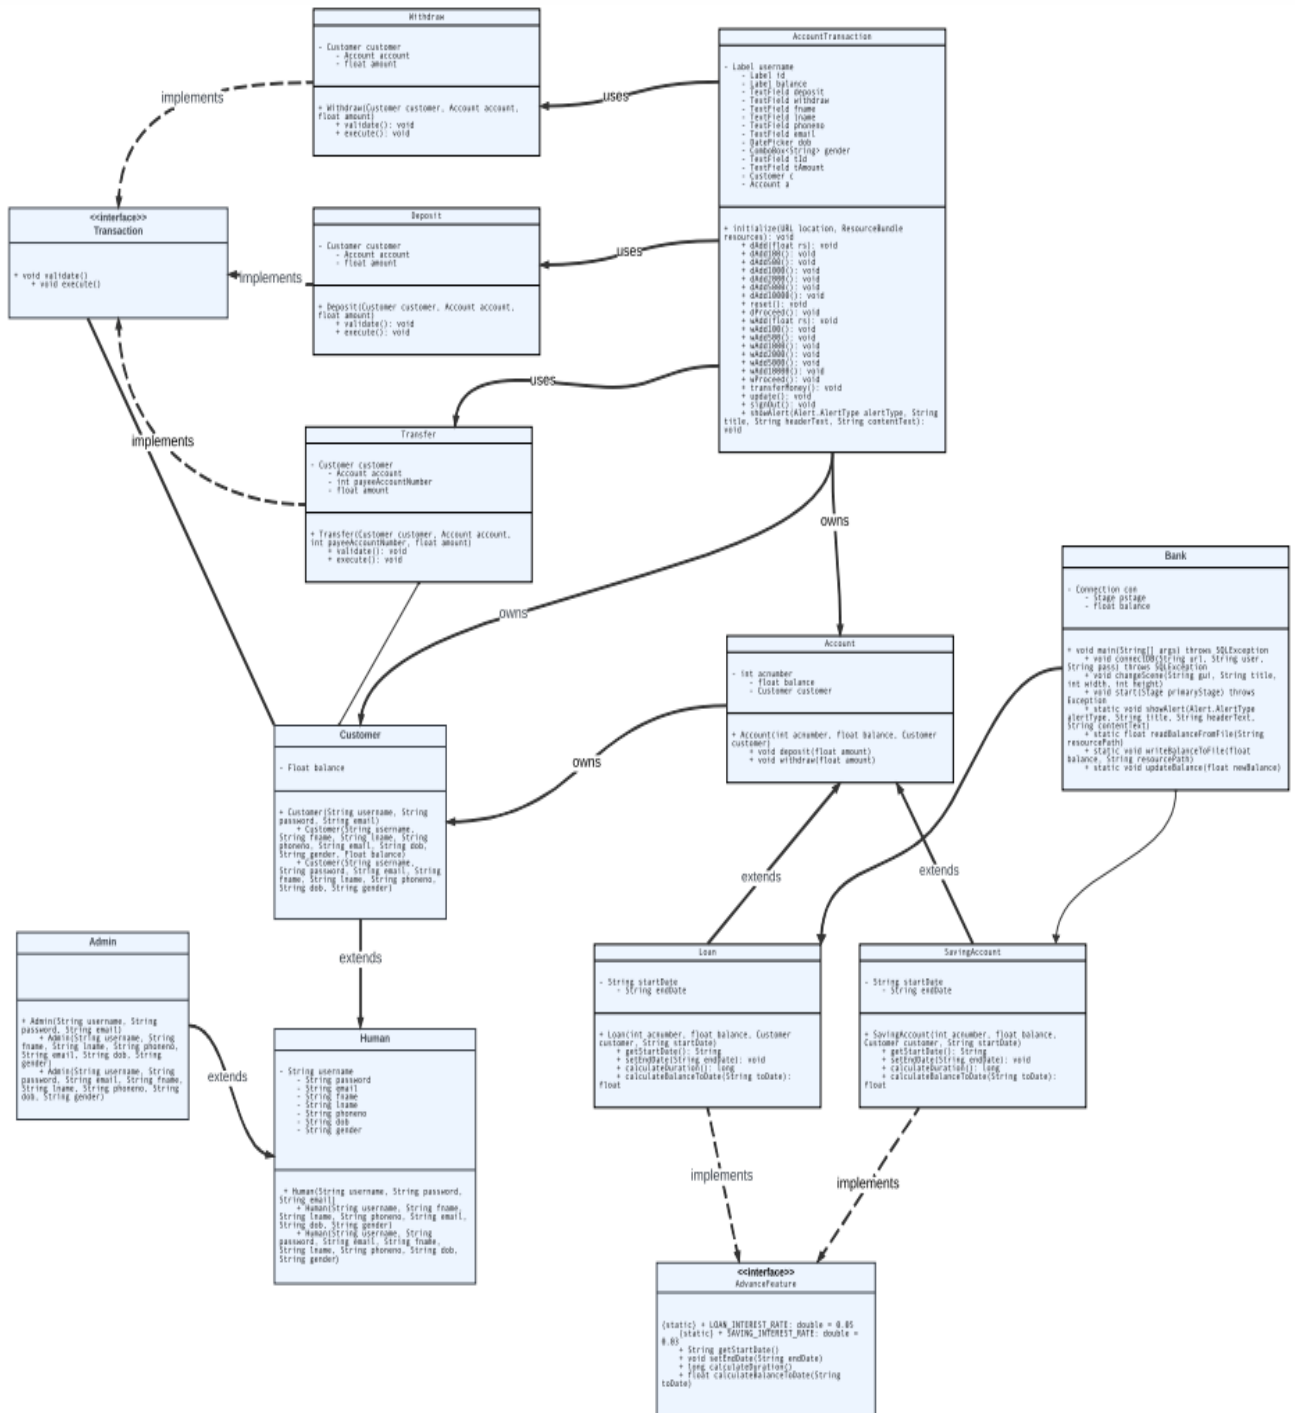 Withdraw
- Customer customer
- Account account
- float amount
+ Withdraw(Customer customer, Account account,
float amount)
+ validate(): void
+ execute(): void
AccountTransaction
- Label username
- Label id
- Label balance
- TextField deposit
- TextField withdraw
- TextField fname
- TextField lname
- TextField phoneno
- TextField email
- DatePicker dob
- ComboBox<String> gender
- TextField tId
- TextField tAmount
- Customer c
- Account a
+ initialize(URL location, ResourceBundle
resources): void
+ dAdd(float rs): void
+ dAdd100(): void
+ dAdd500(): void
+ dAdd1000(): void
+ dAdd2000(): void
+ dAdd5000(): void
+ dAdd10000(): void
+ reset(): void
+ dProceed(): void
+ wAdd(float rs): void
+ wAdd100(): void
+ wAdd500(): void
+ wAdd1000(): void
+ wAdd2000(): void
+ wAdd5000(): void
+ wAdd10000(): void
+ wProceed(): void
+ transferMoney(): void
+ update(): void
+ signOut(): void
+ showAlert(Alert.AlertType alertType, String
title, String headerText, String contentText):
void
implements
uses
<<interface>>
Transaction
+ void validate()
+ void execute()
implements
Deposit
- Customer customer
- Account account
- float amount
+ Deposit(Customer customer, Account account,
float amount)
+ validate(): void
+ execute(): void
uses
uses
implements
Transfer
- Customer customer
- Account account
- int payeeAccountNumber
- float amount
+ Transfer(Customer customer, Account account,
int payeeAccountNumber, float amount)
+ validate(): void
+ execute(): void
owns
owns
Bank
- Connection con
- Stage pstage
- float balance
+ void main(String[] args) throws SQLException
+ void connectDB(String url, String user,
String pass) throws SQLException
+ void changeScene(String gui, String title,
int width, int height)
+ void start(Stage primaryStage) throws
Exception
+ static void showAlert(Alert.AlertType
alertType, String title, String headerText,
String contentText)
+ static float readBalanceFromFile(String
resourcePath)
+ static void writeBalanceToFile(float
balance, String resourcePath)
+ static void updateBalance(float newBalance)
Account
- int acnumber
- float balance
- Customer customer
+ Account(int acnumber, float balance, Customer
customer)
+ void deposit(float amount)
+ void withdraw(float amount)
owns
Customer
- Float balance
+ Customer(String username, String
password, String email)
+ Customer(String username,
String fname, String lname, String
phoneno, String email, String dob,
String gender, Float balance)
+ Customer(String username,
String password, String email, String
fname, String lname, String phoneno,
String dob, String gender)
extends
extends
extends
Admin
+ Admin(String username, String
password, String email)
+ Admin(String username, String
fname, String lname, String phoneno,
String email, String dob, String
gender)
+ Admin(String username, String
password, String email, String fname,
String lname, String phoneno, String
dob, String gender)
extends
Human
- String username
- String password
- String email
- String fname
- String lname
- String phoneno
- String dob
- String gender
+ Human(String username, String password,
String email)
+ Human(String username, String fname,
String lname, String phoneno, String email,
String dob, String gender)
+ Human(String username, String
password, String email, String fname,
String lname, String phoneno, String dob,
String gender)
Loan
- String startDate
- String endDate
+ Loan(int acnumber, float balance, Customer
customer, String startDate)
+ getStartDate(): String
+ setEndDate(String endDate): void
+ calculateDuration(): long
+ calculateBalanceToDate(String toDate):
float
SavingAccount
- String startDate
- String endDate
+ SavingAccount(int acnumber, float balance,
Customer customer, String startDate)
+ getStartDate(): String
+ setEndDate(String endDate): void
+ calculateDuration(): long
+ calculateBalanceToDate(String toDate):
float
implements
implements
<<interface>>
AdvanceFeature
{static} + LOAN_INTEREST_RATE: double = 0.05
{static} + SAVING_INTEREST_RATE: double =
0.03
+ String getStartDate()
+ void setEndDate(String endDate)
+ long calculateDuration()
+ float calculateBalanceToDate(String
toDate)